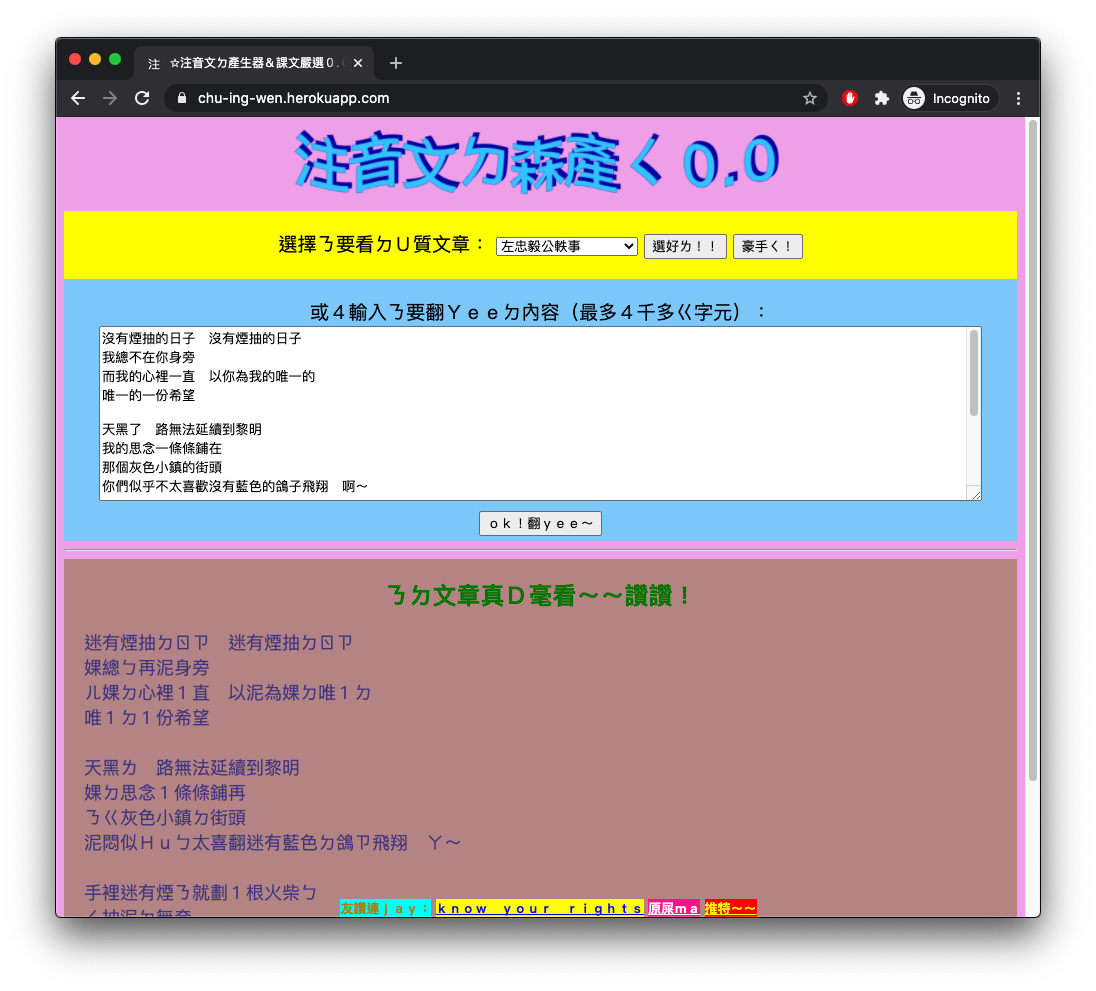 注 ☆注音文ㄉ產生器＆課文嚴選０.
chu-ing-wen.herokuapp.com
Incognito
注音文ㄉ森產ㄑ0.0
選擇ㄋ要看ㄉＵ質文章： 左忠毅公軼事 選好ㄌ！！ 豪手ㄑ！
或４輸入ㄋ要翻Ｙｅｅㄉ內容（最多４千多ㄍ字元）：
沒有煙抽的日子　沒有煙抽的日子
我總不在你身旁
而我的心裡一直　以你為我的唯一的
唯一的一份希望
天黑了　路無法延續到黎明
我的思念一條條鋪在
那個灰色小鎮的街頭
你們似乎不太喜歡沒有藍色的鴿子飛翔　啊～
ｏｋ！翻ｙｅｅ～
ㄋㄉ文章真Ｄ毫看～～讚讚！
迷有煙抽ㄉㄖㄗ　迷有煙抽ㄉㄖㄗ
婐總ㄅ再泥身旁
ㄦ婐ㄉ心裡１直　以泥為婐ㄉ唯１ㄉ
唯１ㄉ１份希望
天黑ㄌ　路無法延續到黎明
婐ㄉ思念１條條鋪再
ㄋㄍ灰色小鎮ㄉ街頭
泥悶似Ｈｕㄅ太喜翻迷有藍色ㄉ鴿ㄗ飛翔　ㄚ～
手裡迷有煙ㄋ就劃１根火柴ㄅ
友讚連ｊａｙ： ｋｎｏｗ　ｙｏｕｒ　ｒｉｇｈｔｓ 原屎ｍａ 推特～～